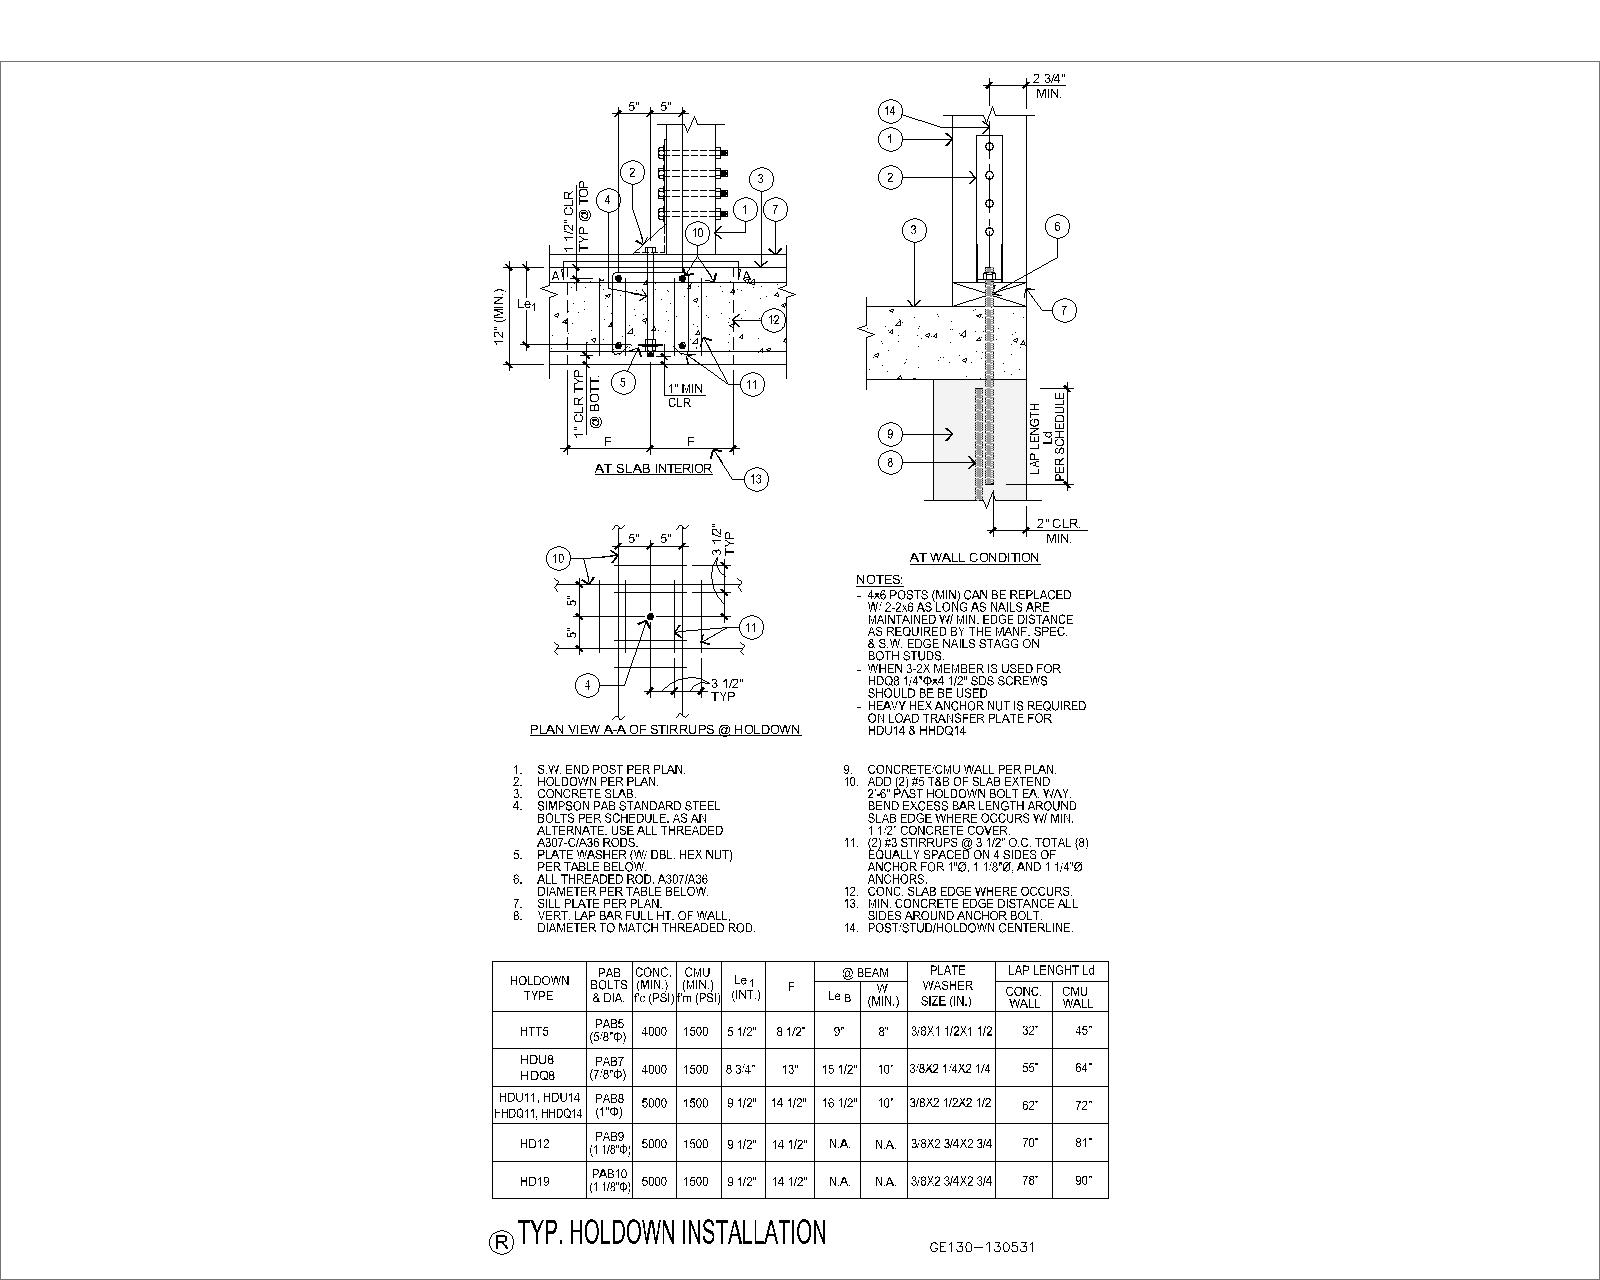 5" 5"
1 1/2" CLR
TYP @ TOP
2
4
3
1
7
10
A
A
12" (MIN.)
Le1
12
5
11
1" CLR TYP
@ BOTT.
1" MIN
CLR
F F
AT SLAB INTERIOR
13
2 3/4"
MIN.
14
1
2
3
6
7
9
8
LAP LENGTH
Ld
PER SCHEDULE
2" CLR.
MIN.
AT WALL CONDITION
5" 5"
3 1/2"
TYP
10
5"
5"
11
4
3 1/2"
TYP
PLAN VIEW A-A OF STIRRUPS @ HOLDOWN
NOTES:
- 4x6 POSTS (MIN) CAN BE REPLACED
W/ 2-2x6 AS LONG AS NAILS ARE
MAINTAINED W/ MIN. EDGE DISTANCE
AS REQUIRED BY THE MANF. SPEC.
& S.W. EDGE NAILS STAGG ON
BOTH STUDS.
- WHEN 3-2X MEMBER IS USED FOR
HDQ8 1/4"Φx4 1/2" SDS SCREWS
SHOULD BE BE USED
- HEAVY HEX ANCHOR NUT IS REQUIRED
ON LOAD TRANSFER PLATE FOR
HDU14 & HHDQ14
1. S.W. END POST PER PLAN.
2. HOLDOWN PER PLAN.
3. CONCRETE SLAB.
4. SIMPSON PAB STANDARD STEEL
BOLTS PER SCHEDULE. AS AN
ALTERNATE, USE ALL THREADED
A307-C/A36 RODS.
5. PLATE WASHER (W/ DBL. HEX NUT)
PER TABLE BELOW.
6. ALL THREADED ROD. A307/A36
DIAMETER PER TABLE BELOW.
7. SILL PLATE PER PLAN.
8. VERT. LAP BAR FULL HT. OF WALL,
DIAMETER TO MATCH THREADED ROD.
9. CONCRETE/CMU WALL PER PLAN.
10. ADD (2) #5 T&B OF SLAB EXTEND
2'-6" PAST HOLDOWN BOLT EA. WAY.
BEND EXCESS BAR LENGTH AROUND
SLAB EDGE WHERE OCCURS W/ MIN.
1 1/2" CONCRETE COVER.
11. (2) #3 STIRRUPS @ 3 1/2" O.C. TOTAL (8)
EQUALLY SPACED ON 4 SIDES OF
ANCHOR FOR 1"Ø, 1 1/8"Ø, AND 1 1/4"Ø
ANCHORS.
12. CONC. SLAB EDGE WHERE OCCURS.
13. MIN. CONCRETE EDGE DISTANCE ALL
SIDES AROUND ANCHOR BOLT.
14. POST/STUD/HOLDOWN CENTERLINE.
HOLDOWN TYPE | PAB BOLTS & DIA. | CONC. (MIN.) f'c (PSI) | CMU (MIN.) f'm (PSI) | Le1 (INT.) | F | @ BEAM | PLATE WASHER SIZE (IN.) | LAP LENGHT Ld
Le B | W (MIN.) | CONC. WALL | CMU WALL
HTT5 | PAB5 (5/8"Φ) | 4000 | 1500 | 5 1/2" | 8 1/2" | 9" | 8" | 3/8X1 1/2X1 1/2 | 32" | 45"
HDU8 HDQ8 | PAB7 (7/8"Φ) | 4000 | 1500 | 8 3/4" | 13" | 15 1/2" | 10" | 3/8X2 1/4X2 1/4 | 55" | 64"
HDU11, HDU14 HHDQ11, HHDQ14 | PAB8 (1"Φ) | 5000 | 1500 | 9 1/2" | 14 1/2" | 16 1/2" | 10" | 3/8X2 1/2X2 1/2 | 62" | 72"
HD12 | PAB9 (1 1/8"Φ) | 5000 | 1500 | 9 1/2" | 14 1/2" | N.A. | N.A. | 3/8X2 3/4X2 3/4 | 70" | 81"
HD19 | PAB10 (1 1/8"Φ) | 5000 | 1500 | 9 1/2" | 14 1/2" | N.A. | N.A. | 3/8X2 3/4X2 3/4 | 78" | 90"
R TYP. HOLDOWN INSTALLATION
GE130-130531